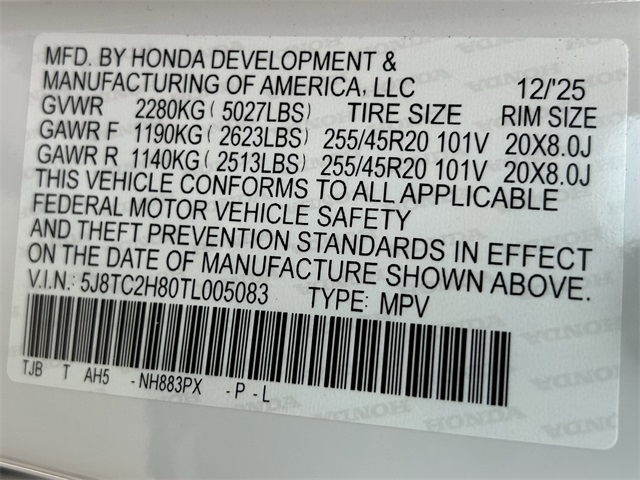 MFD. BY HONDA DEVELOPMENT &
MANUFACTURING OF AMERICA, LLC 12/'25
GVWR 2280KG(5027LBS) TIRE SIZE RIM SIZE
GAWR F 1190KG(2623LBS) 255/45R20 101V 20X8.0J
GAWR R 1140KG(2513LBS) 255/45R20 101V 20X8.0J
THIS VEHICLE CONFORMS TO ALL APPLICABLE
FEDERAL MOTOR VEHICLE SAFETY
AND THEFT PREVENTION STANDARDS IN EFFECT
ON THE DATE OF MANUFACTURE SHOWN ABOVE.
V.I.N.: 5J8TC2H80TL005083 TYPE: MPV
TJB T AH5 -NH883PX -P-L
HONDA HONDA HONDA